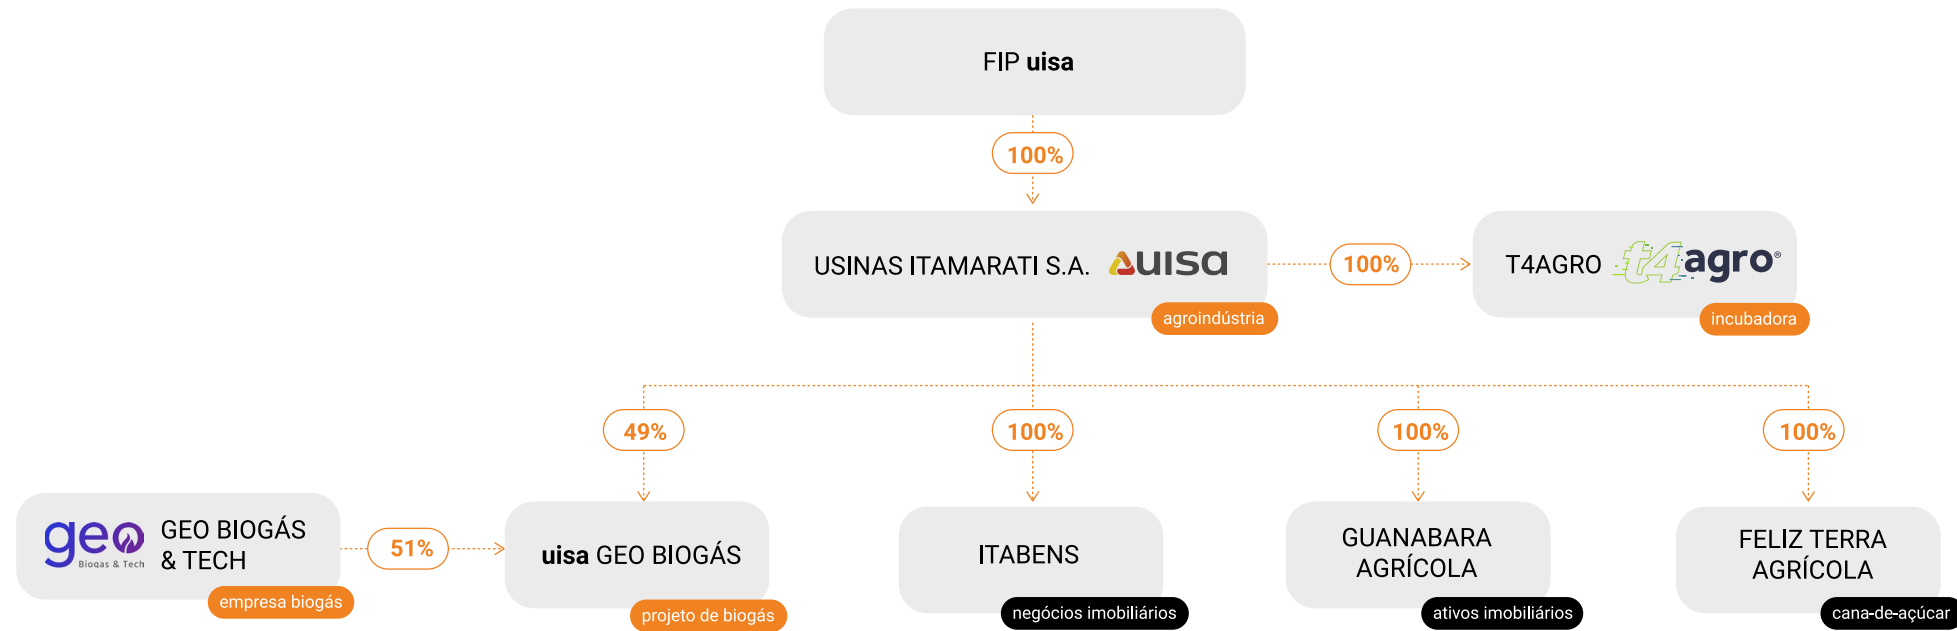 FIP uisa
100%
USINAS ITAMARATI S.A. uisa
agroindústria
100%
T4AGRO t4agro®
incubadora
49%
100%
100%
100%
geo
Biogas & Tech
GEO BIOGÁS
& TECH
empresa biogás
51%
uisa GEO BIOGÁS
projeto de biogás
ITABENS
negócios imobiliários
GUANABARA
AGRÍCOLA
ativos imobiliários
FELIZ TERRA
AGRÍCOLA
cana-de-açúcar